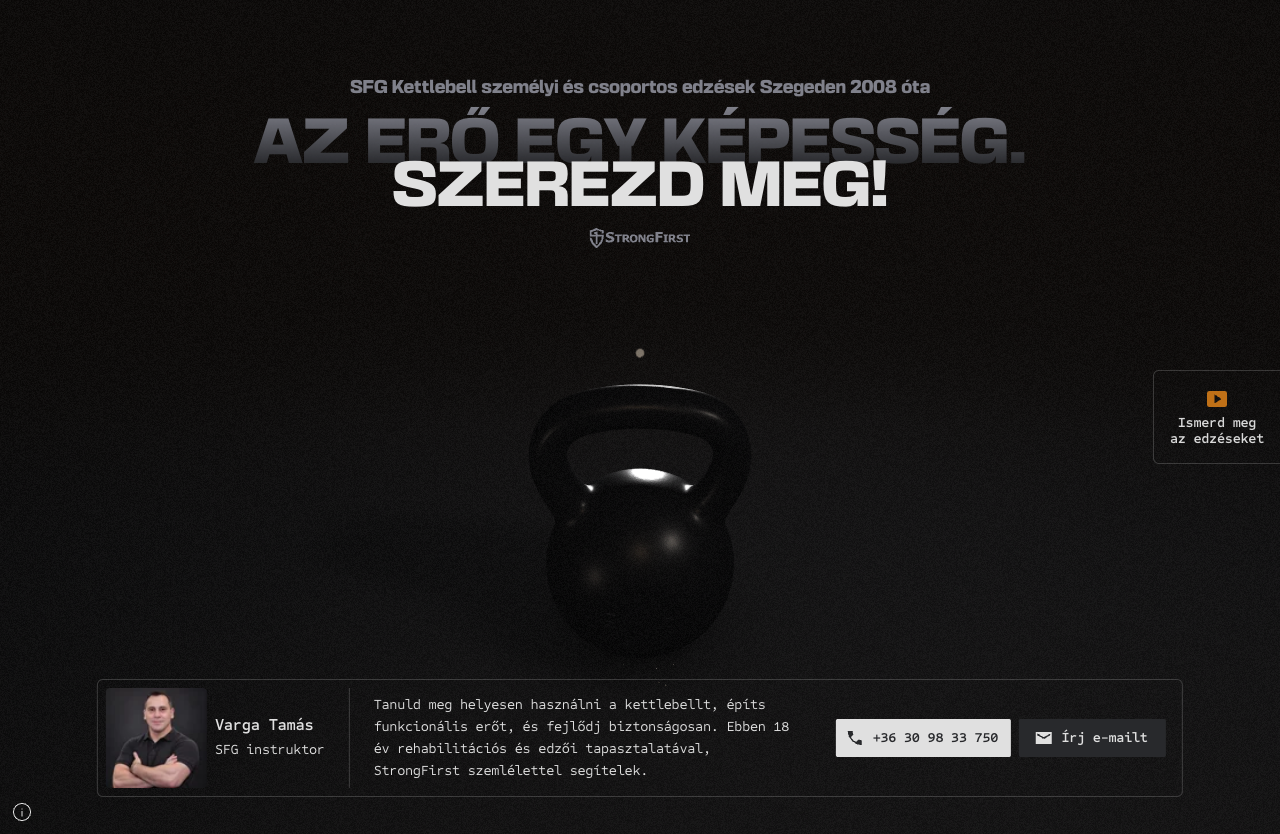 SFG Kettlebell személyi és csoportos edzések Szegeden 2008 óta
AZ ERŐ EGY KÉPESSÉG.
SZEREZD MEG!
STRONGFIRST
Ismerd meg
az edzéseket
Varga Tamás
SFG instruktor
Tanuld meg helyesen használni a kettlebellt, építs
funkcionális erőt, és fejlődj biztonságosan. Ebben 18
év rehabilitációs és edzői tapasztalatával,
StrongFirst szemlélettel segítelek.
+36 30 98 33 750
Írj e-mailt